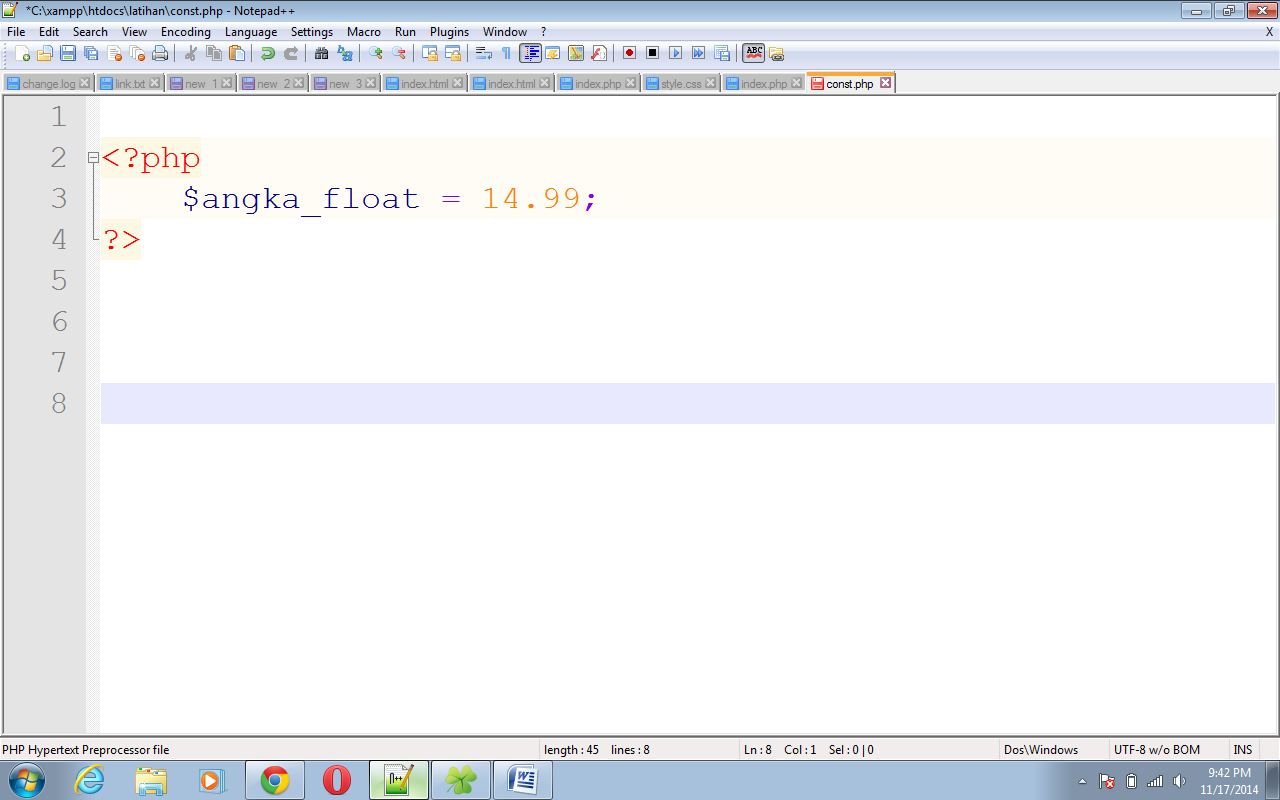 *C:\xampp\htdocs\latihan\const.php - Notepad++
File Edit Search View Encoding Language Settings Macro Run Plugins Window ? X
ABC
change.log link.txt new 1 new 2 new 3 index.html index.html index.php style.css index.php const.php
1
2 <?php
3 $angka_float = 14.99;
4 ?>
5
6
7
8
PHP Hypertext Preprocessor file length : 45 lines : 8 Ln : 8 Col : 1 Sel : 0 | 0 Dos\Windows UTF-8 w/o BOM INS
9:42 PM
11/17/2014